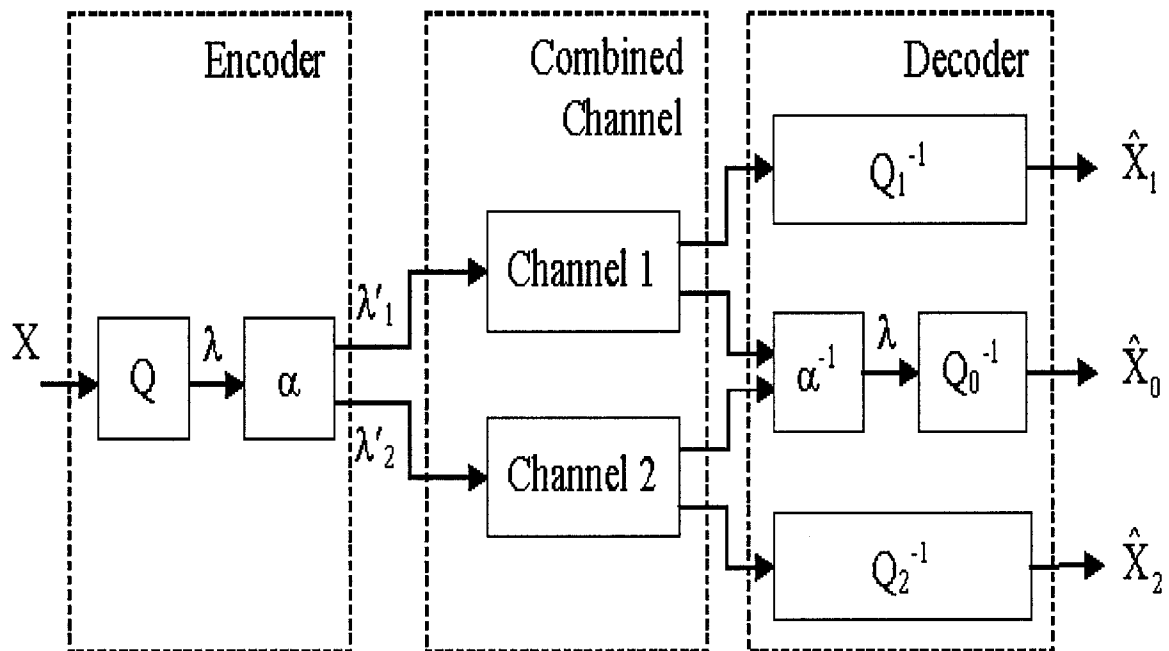 Encoder
Combined
Channel
Decoder
X
Q
λ
α
λ′₁
λ′₂
Channel 1
Channel 2
Q₁⁻¹
α⁻¹
λ
Q₀⁻¹
Q₂⁻¹
X̂₁
X̂₀
X̂₂